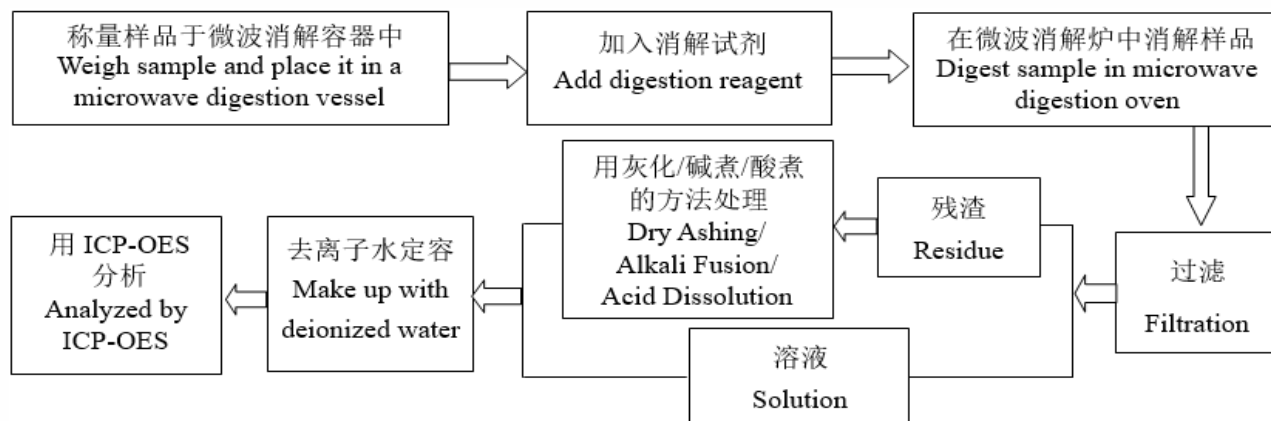 称量样品于微波消解容器中
Weigh sample and place it in a
microwave digestion vessel
加入消解试剂
Add digestion reagent
在微波消解炉中消解样品
Digest sample in microwave
digestion oven
过滤
Filtration
残渣
Residue
用灰化/碱煮/酸煮
的方法处理
Dry Ashing/
Alkali Fusion/
Acid Dissolution
溶液
Solution
去离子水定容
Make up with
deionized water
用 ICP-OES
分析
Analyzed by
ICP-OES